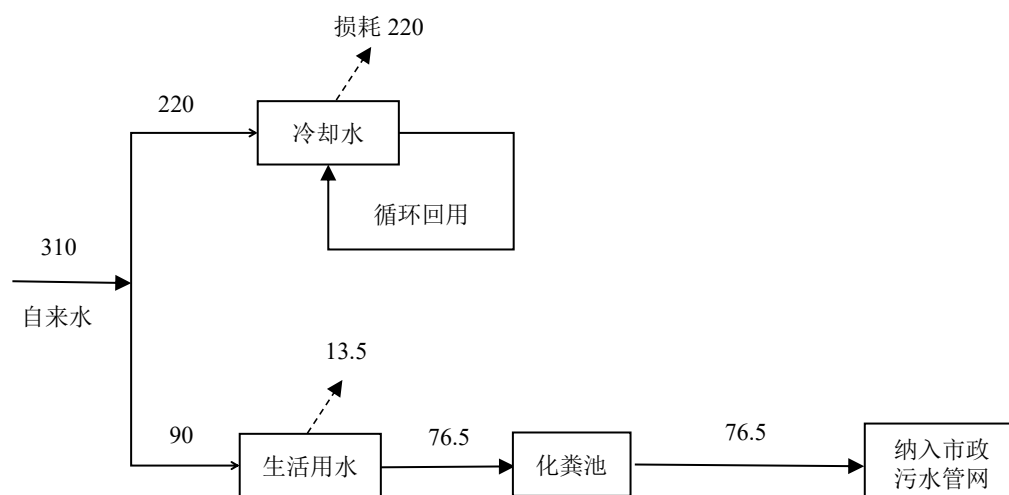 损耗 220
220
冷却水
循环回用
310
自来水
13.5
90
生活用水
76.5
化粪池
76.5
纳入市政
污水管网